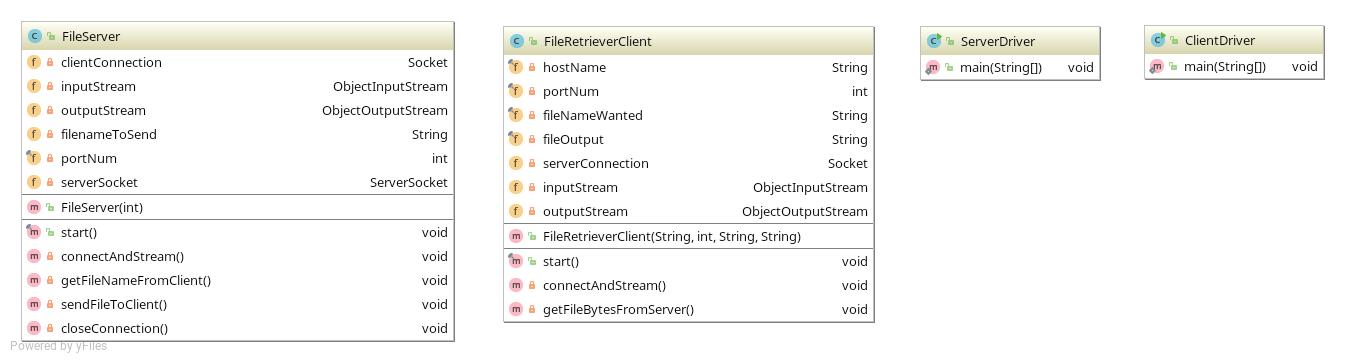 FileServer
clientConnection Socket
inputStream ObjectInputStream
outputStream ObjectOutputStream
filenameToSend String
portNum int
serverSocket ServerSocket
FileServer(int)
start() void
connectAndStream() void
getFileNameFromClient() void
sendFileToClient() void
closeConnection() void
FileRetrieverClient
hostName String
portNum int
fileNameWanted String
fileOutput String
serverConnection Socket
inputStream ObjectInputStream
outputStream ObjectOutputStream
FileRetrieverClient(String, int, String, String)
start() void
connectAndStream() void
getFileBytesFromServer() void
ServerDriver
main(String[]) void
ClientDriver
main(String[]) void
Powered by yFiles